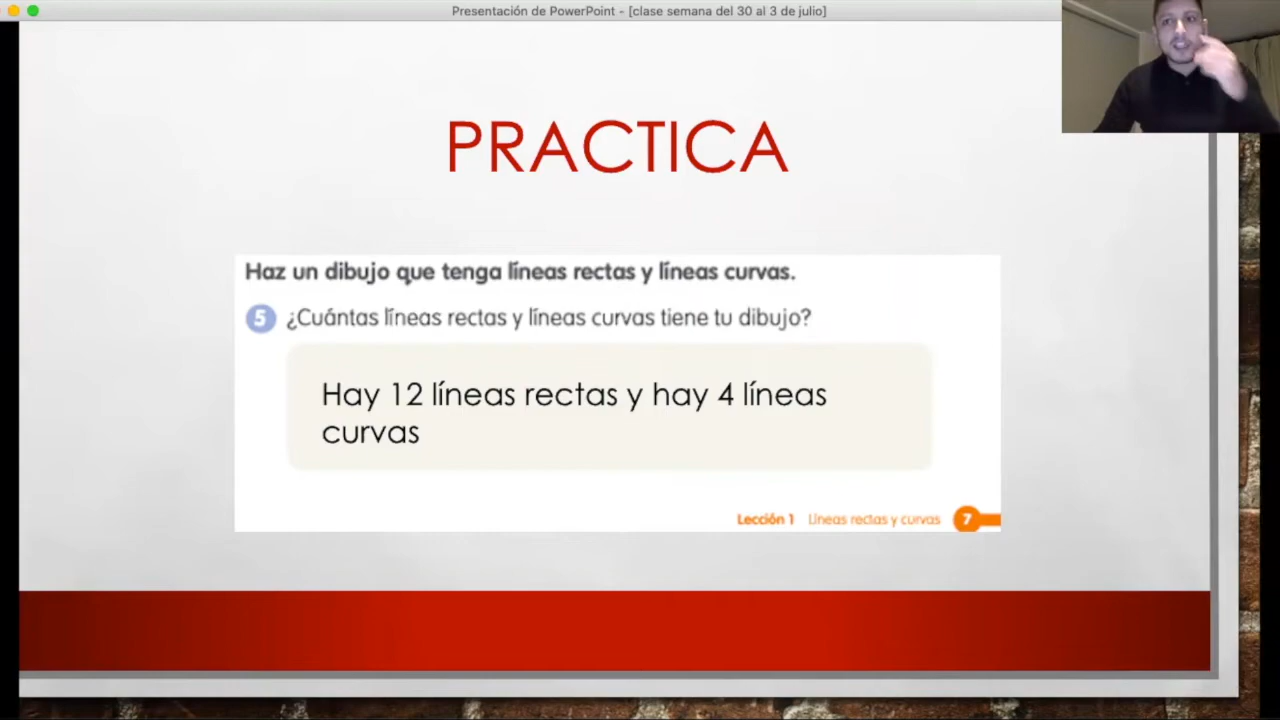 Presentación de PowerPoint - [clase semana del 30 al 3 de julio]
PRACTICA
Haz un dibujo que tenga líneas rectas y líneas curvas.
5 ¿Cuántas líneas rectas y líneas curvas tiene tu dibujo?
Hay 12 líneas rectas y hay 4 líneas
curvas
Lección 1 Líneas rectas y curvas 7